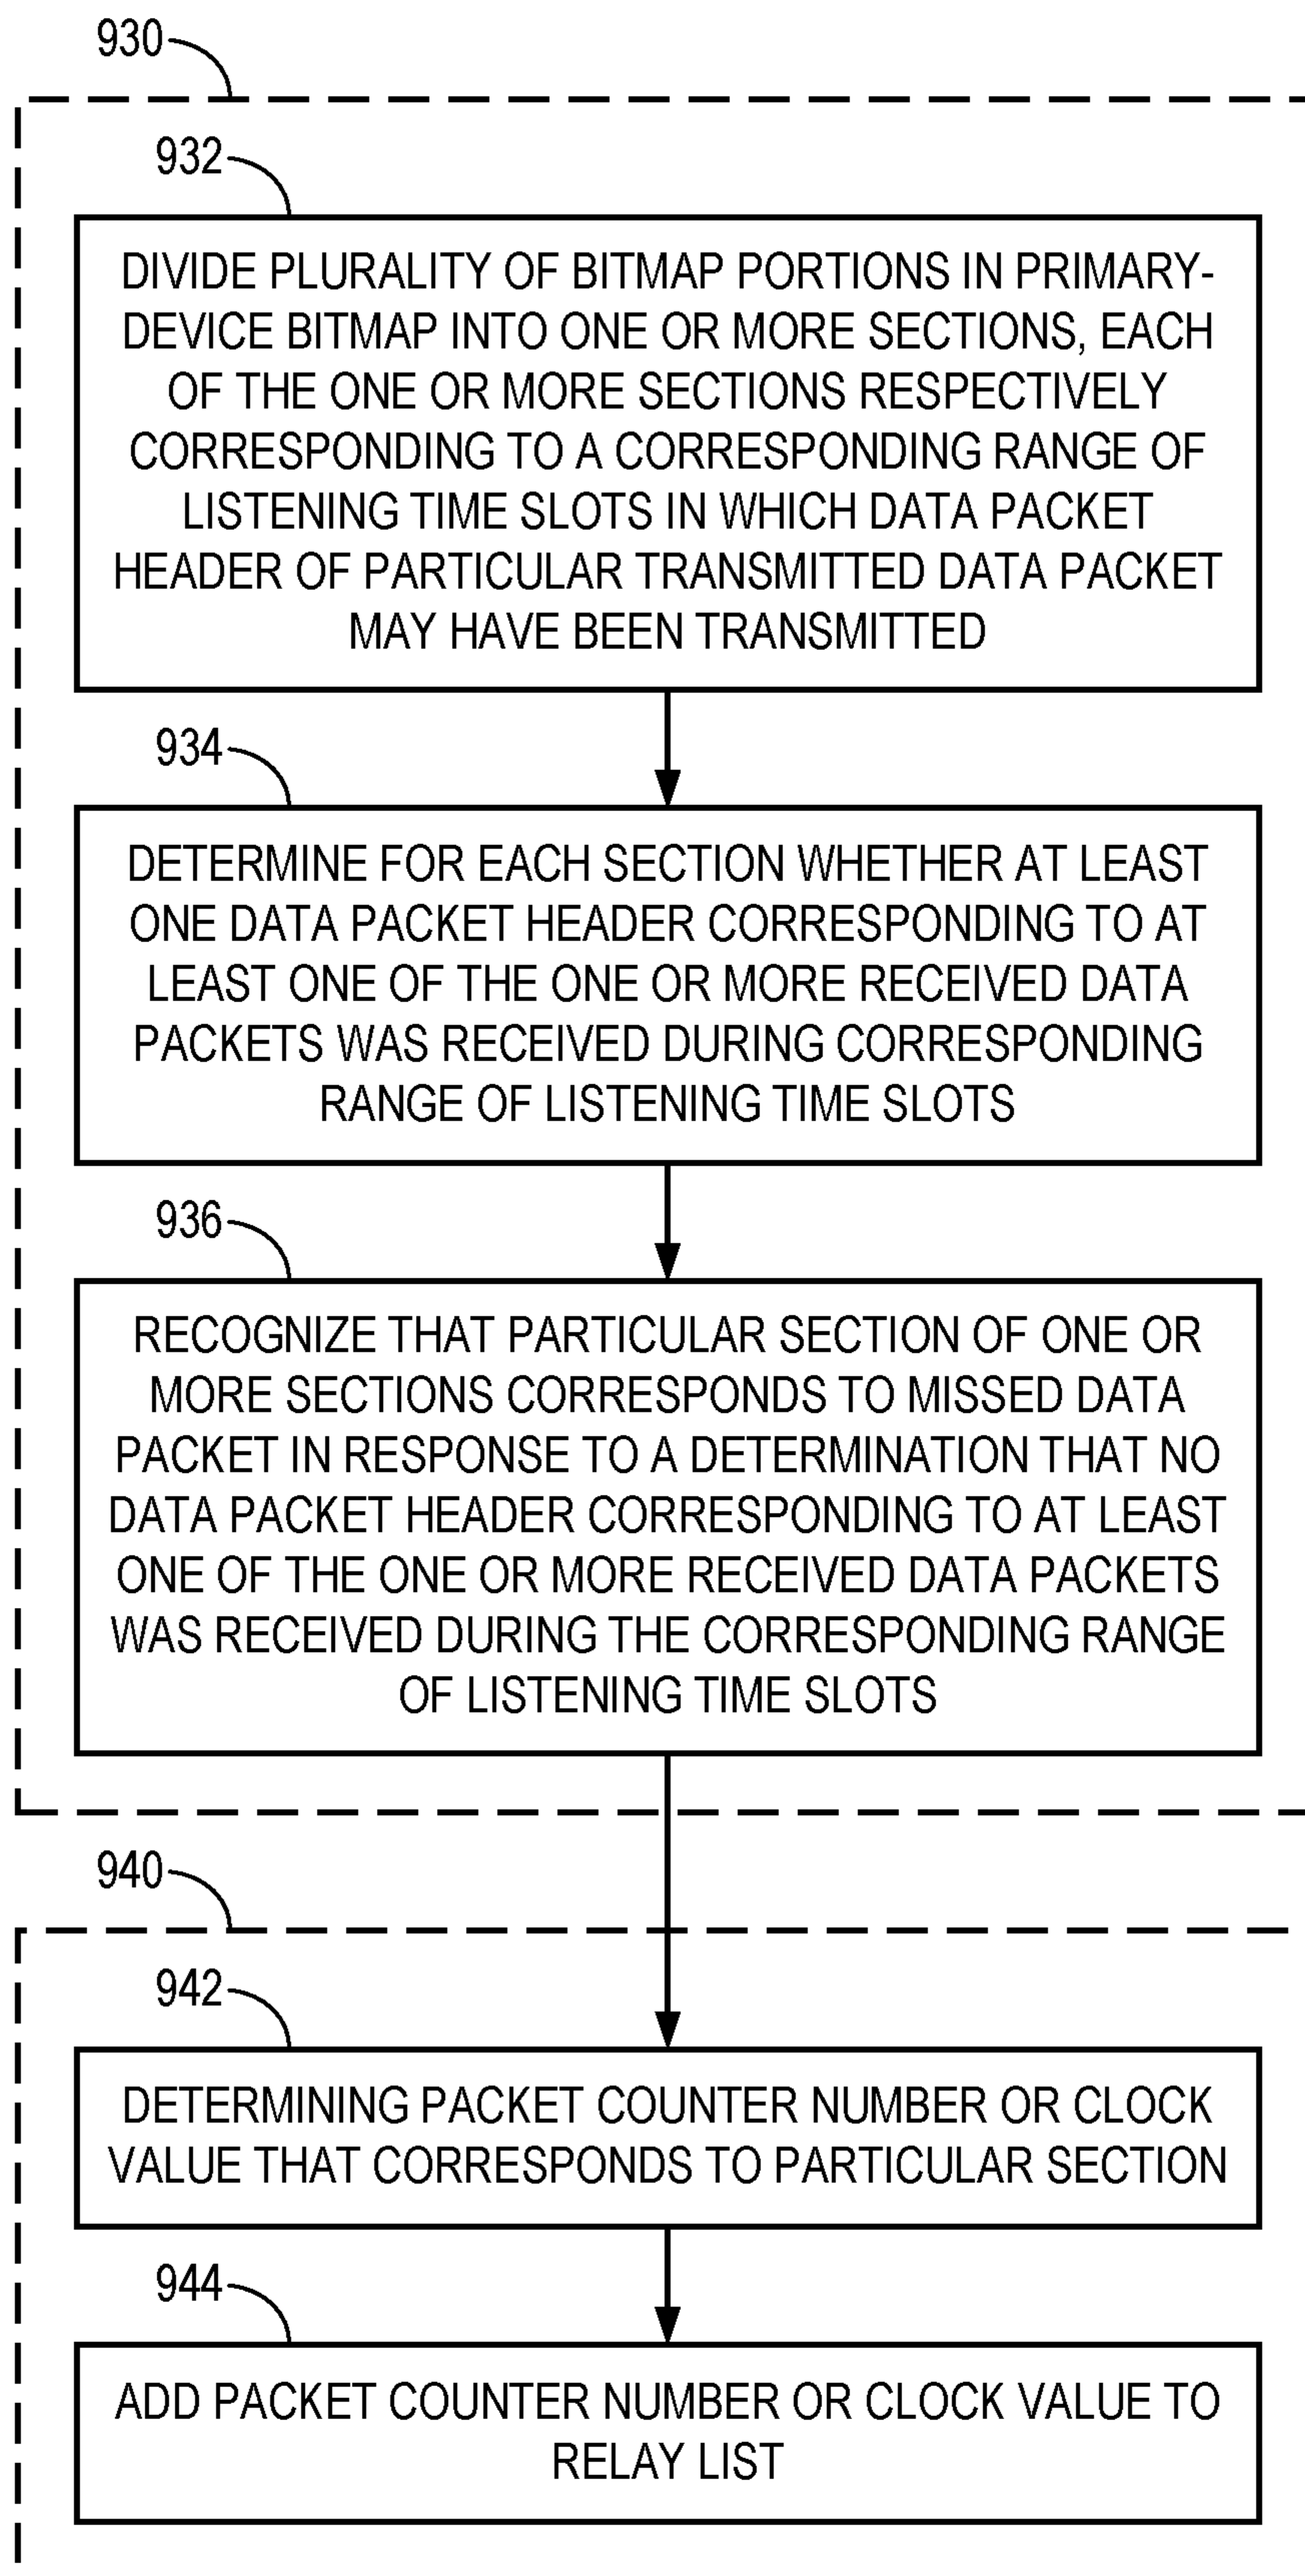 930
932
DIVIDE PLURALITY OF BITMAP PORTIONS IN PRIMARY-
DEVICE BITMAP INTO ONE OR MORE SECTIONS, EACH
OF THE ONE OR MORE SECTIONS RESPECTIVELY
CORRESPONDING TO A CORRESPONDING RANGE OF
LISTENING TIME SLOTS IN WHICH DATA PACKET
HEADER OF PARTICULAR TRANSMITTED DATA PACKET
MAY HAVE BEEN TRANSMITTED
934
DETERMINE FOR EACH SECTION WHETHER AT LEAST
ONE DATA PACKET HEADER CORRESPONDING TO AT
LEAST ONE OF THE ONE OR MORE RECEIVED DATA
PACKETS WAS RECEIVED DURING CORRESPONDING
RANGE OF LISTENING TIME SLOTS
936
RECOGNIZE THAT PARTICULAR SECTION OF ONE OR
MORE SECTIONS CORRESPONDS TO MISSED DATA
PACKET IN RESPONSE TO A DETERMINATION THAT NO
DATA PACKET HEADER CORRESPONDING TO AT LEAST
ONE OF THE ONE OR MORE RECEIVED DATA PACKETS
WAS RECEIVED DURING THE CORRESPONDING RANGE
OF LISTENING TIME SLOTS
940
942
DETERMINING PACKET COUNTER NUMBER OR CLOCK
VALUE THAT CORRESPONDS TO PARTICULAR SECTION
944
ADD PACKET COUNTER NUMBER OR CLOCK VALUE TO
RELAY LIST